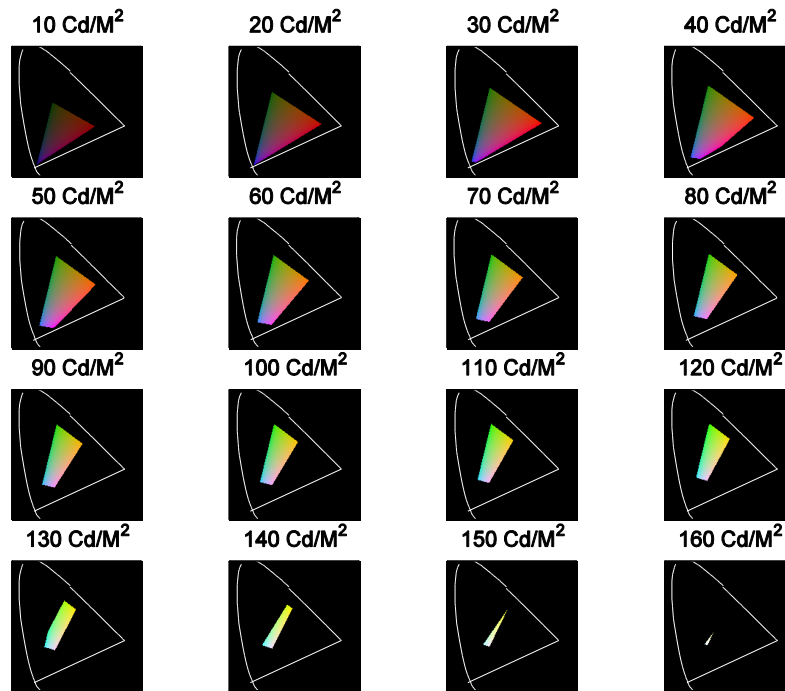 10 Cd/M²
20 Cd/M²
30 Cd/M²
40 Cd/M²
50 Cd/M²
60 Cd/M²
70 Cd/M²
80 Cd/M²
90 Cd/M²
100 Cd/M²
110 Cd/M²
120 Cd/M²
130 Cd/M²
140 Cd/M²
150 Cd/M²
160 Cd/M²